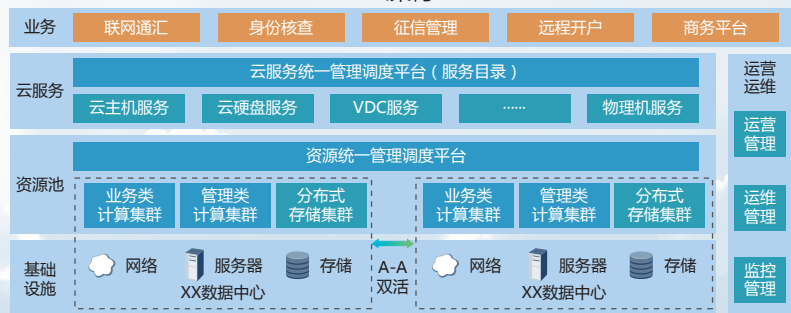 业务
联网通汇
身份核查
征信管理
远程开户
商务平台
云服务
云服务统一管理调度平台（服务目录）
云主机服务
云硬盘服务
VDC服务
……
物理机服务
资源池
资源统一管理调度平台
业务类
计算集群
管理类
计算集群
分布式
存储集群
业务类
计算集群
管理类
计算集群
分布式
存储集群
基础
设施
网络
服务器
存储
XX数据中心
A-A
双活
网络
服务器
存储
XX数据中心
运营
运维
运营
管理
运维
管理
监控
管理